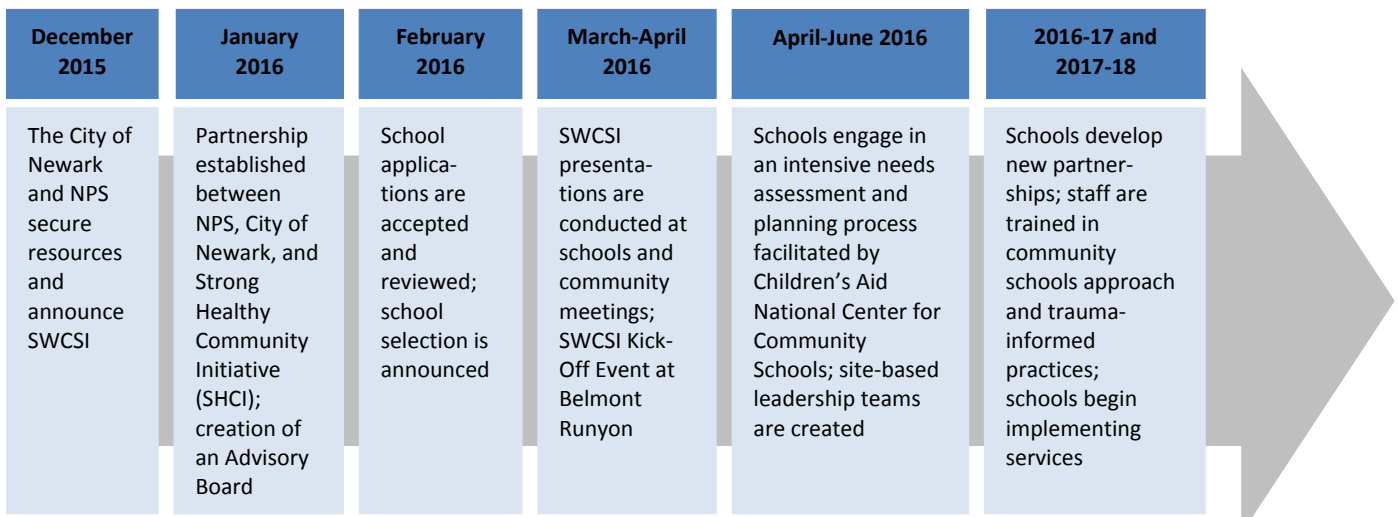 December
2015
The City of
Newark
and NPS
secure
resources
and
announce
SWCSI
January
2016
Partnership
established
between
NPS, City of
Newark, and
Strong
Healthy
Community
Initiative
(SHCI);
creation of
an Advisory
Board
February
2016
School
applica-
tions are
accepted
and
reviewed;
school
selection is
announced
March-April
2016
SWCSI
presenta-
tions are
conducted at
schools and
community
meetings;
SWCSI Kick-
Off Event at
Belmont
Runyon
April-June 2016
Schools engage in
an intensive needs
assessment and
planning process
facilitated by
Children's Aid
National Center for
Community
Schools; site-based
leadership teams
are created
2016-17 and
2017-18
Schools develop
new partner-
ships; staff are
trained in
community
schools approach
and trauma-
informed
practices;
schools begin
implementing
services